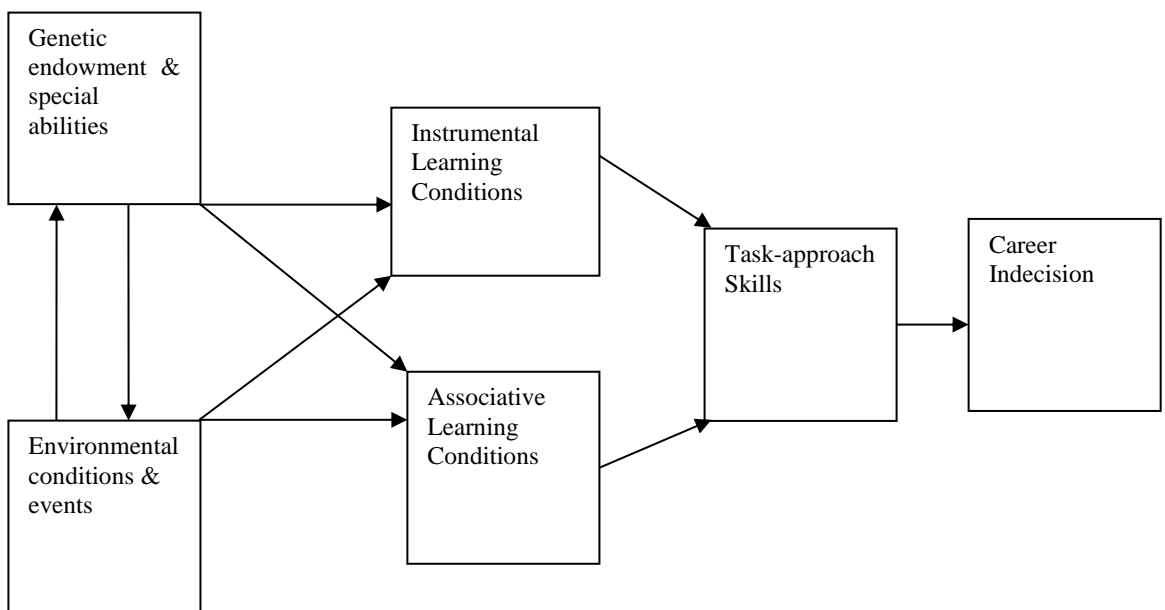 Genetic
endowment &
special
abilities
Instrumental
Learning
Conditions
Task-approach
Skills
Career
Indecision
Associative
Learning
Conditions
Environmental
conditions &
events